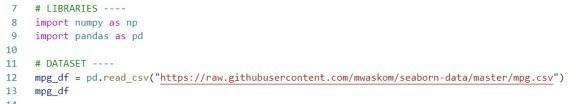 7 # LIBRARIES ----
8 import numpy as np
9 import pandas as pd
10
11 # DATASET ----
12 mpg_df = pd.read_csv("https://raw.githubusercontent.com/mwaskom/seaborn-data/master/mpg.csv")
13 mpg_df